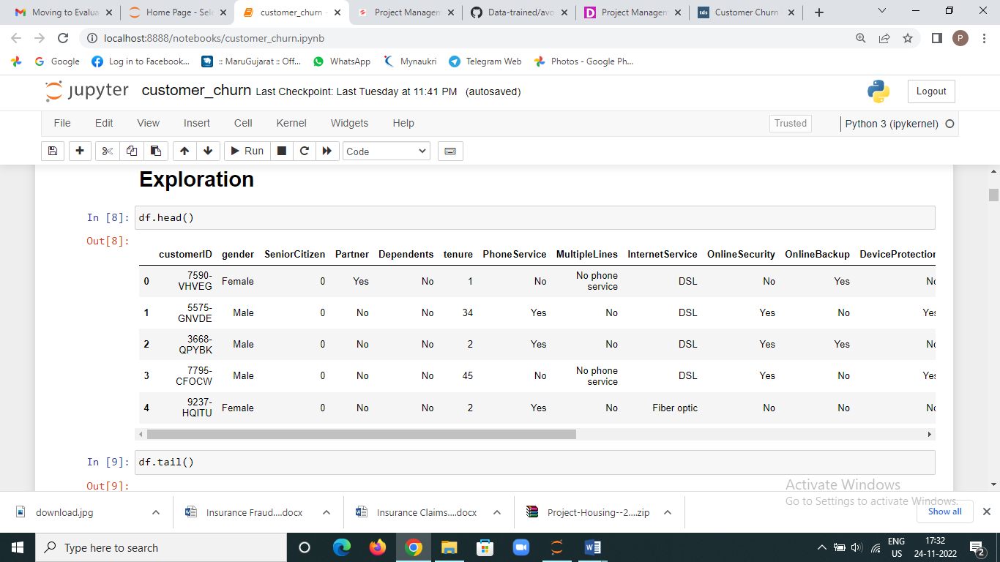 Moving to Evalua
Home Page - Sele
customer_churn -
Project Managem
Data-trained/avo
Project Managem
Customer Churn
localhost:8888/notebooks/customer_churn.ipynb
P
Google
Log in to Facebook...
:: MaruGujarat :: Off...
WhatsApp
Mynaukri
Telegram Web
Photos - Google Ph...
jupyter customer_churn Last Checkpoint: Last Tuesday at 11:41 PM (autosaved)
Logout
File Edit View Insert Cell Kernel Widgets Help
Trusted
Python 3 (ipykernel)
Run
Code
Exploration
In [8]: df.head()
Out[8]:
customerID gender SeniorCitizen Partner Dependents tenure PhoneService MultipleLines InternetService OnlineSecurity OnlineBackup DeviceProtection
0 7590-VHVEG Female 0 Yes No 1 No No phone service DSL No Yes No
1 5575-GNVDE Male 0 No No 34 Yes No DSL Yes No Yes
2 3668-QPYBK Male 0 No No 2 Yes No DSL Yes Yes No
3 7795-CFOCW Male 0 No No 45 No No phone service DSL Yes No Yes
4 9237-HQITU Female 0 No No 2 Yes No Fiber optic No No No
In [9]: df.tail()
Out[9]:
Activate Windows
Go to Settings to activate Windows.
download.jpg
Insurance Fraud....docx
Insurance Claims....docx
Project-Housing--2....zip
Show all
Type here to search
ENG
US
17:32
24-11-2022
2